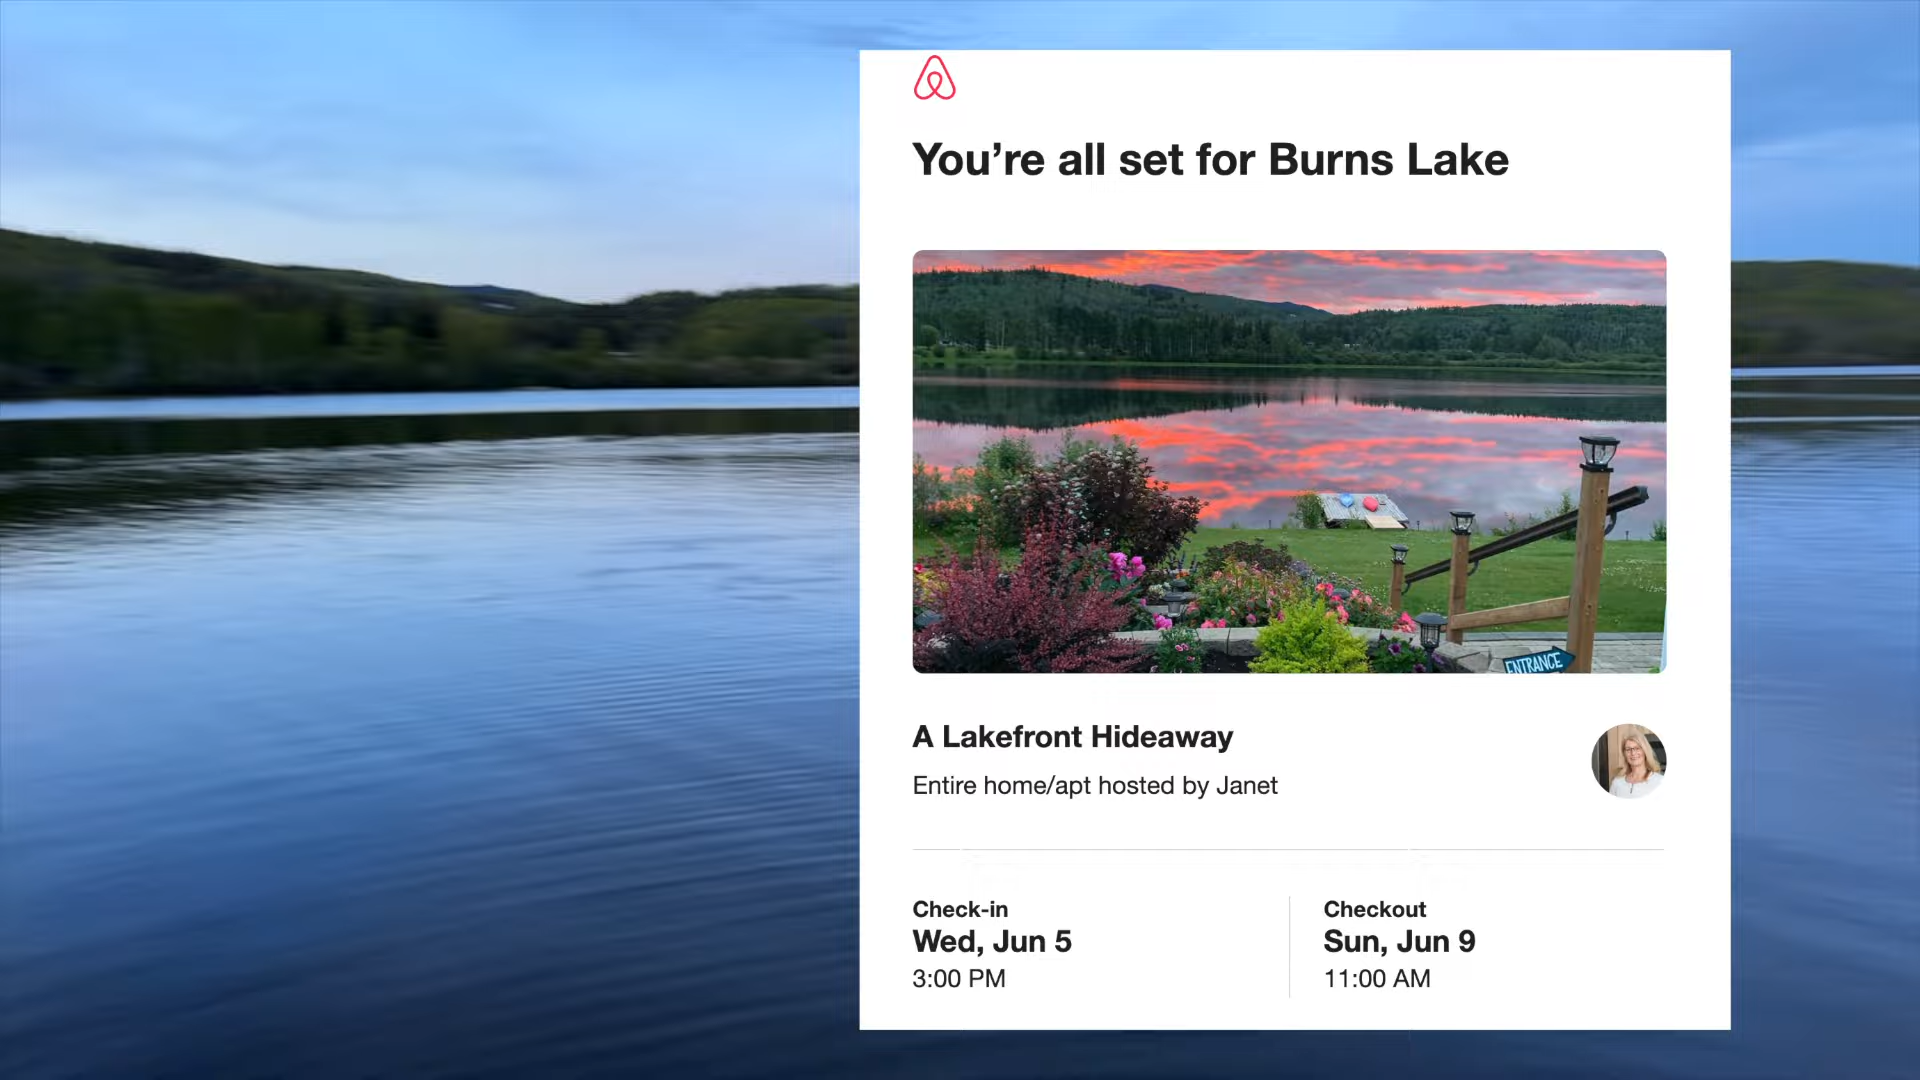 You’re all set for Burns Lake
ENTRANCE
A Lakefront Hideaway
Entire home/apt hosted by Janet
Check-in
Wed, Jun 5
3:00 PM
Checkout
Sun, Jun 9
11:00 AM